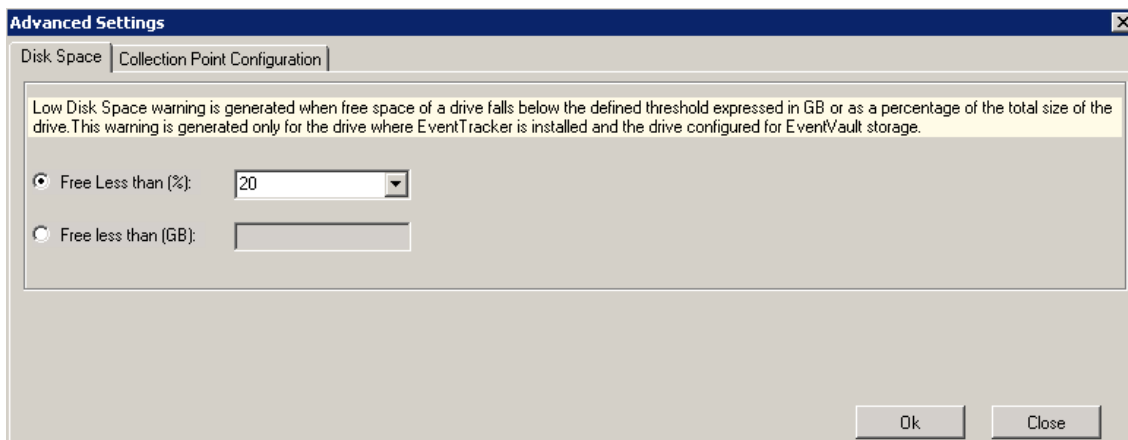 Advanced Settings
Disk Space
Collection Point Configuration
Low Disk Space warning is generated when free space of a drive falls below the defined threshold expressed in GB or as a percentage of the total size of the
drive.This warning is generated only for the drive where EventTracker is installed and the drive configured for EventVault storage.
Free Less than (%): 20
Free less than (GB):
Ok Close